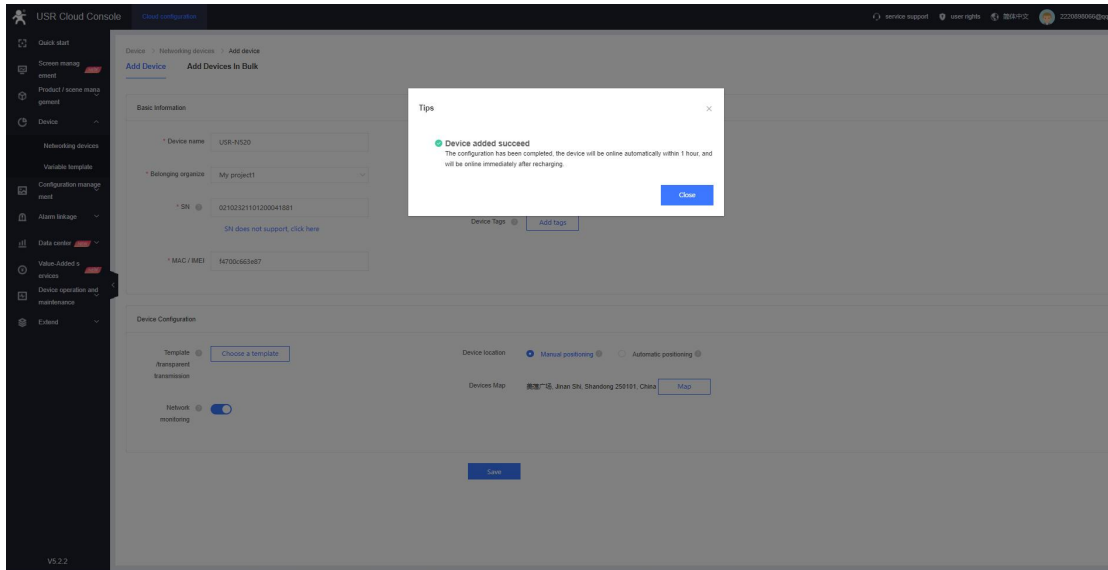 USR Cloud Console
Cloud configuration
service support
user rights
简体中文
Quick start
Screen manag
ement
Product / scene mana
gement
Device
Networking devices
Variable template
Configuration manage
ment
Alarm linkage
Data center
Value-Added s
ervices
Device operation and
maintenance
Extend
V5.2.2
Device > Networking devices > Add device
Add Device Add Devices In Bulk
Basic Information
* Device name USR-N520
* Belonging organize My project1
* SN 02102321101200041881
SN does not support, click here
* MAC / IMEI f4700c663e87
Tips
Device added succeed
The configuration has been completed, the device will be online automatically within 1 hour, and
will be online immediately after recharging.
Close
Device Tags Add tags
Device Configuration
Template Choose a template
/transparent
transmission
Network
monitoring
Device location Manual positioning Automatic positioning
Devices Map Jinan SN, Shandong 250101, China Map
Save